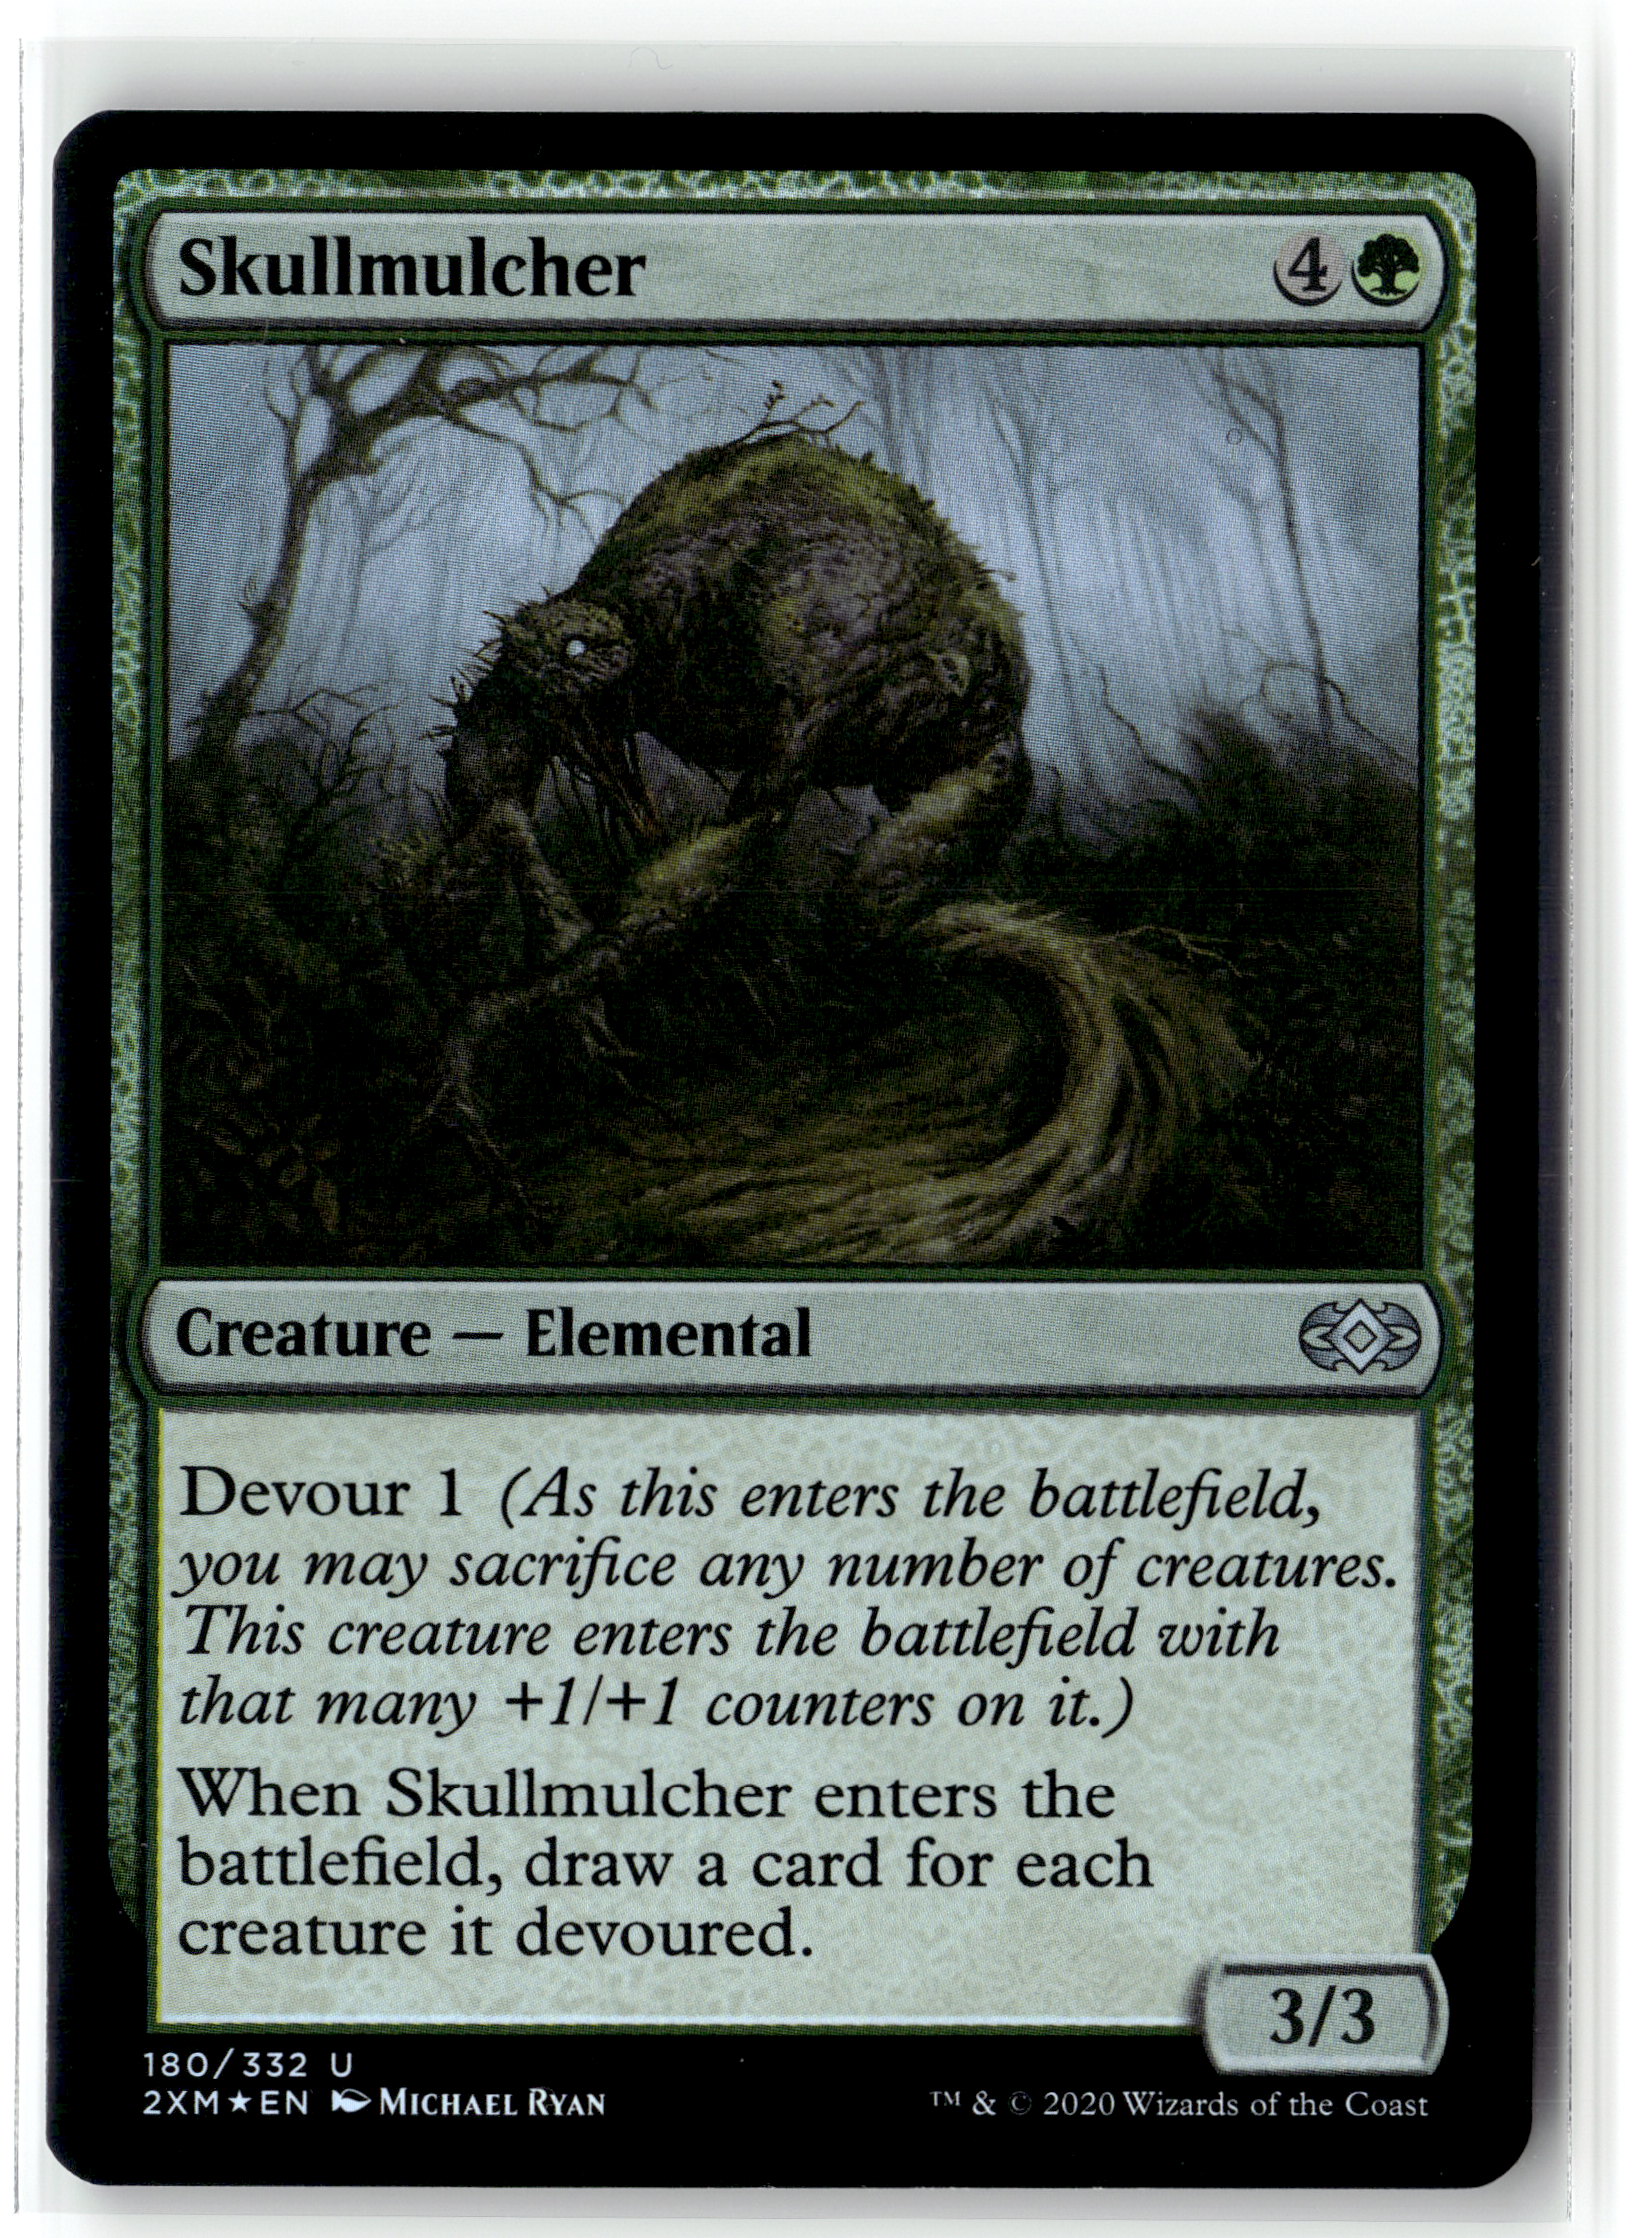 Skullmulcher 4
Creature — Elemental
Devour 1 (As this enters the battlefield,
you may sacrifice any number of creatures.
This creature enters the battlefield with
that many +1/+1 counters on it.)
When Skullmulcher enters the
battlefield, draw a card for each
creature it devoured.
3/3
180/332 U
2XM★EN Michael Ryan
™ & © 2020 Wizards of the Coast